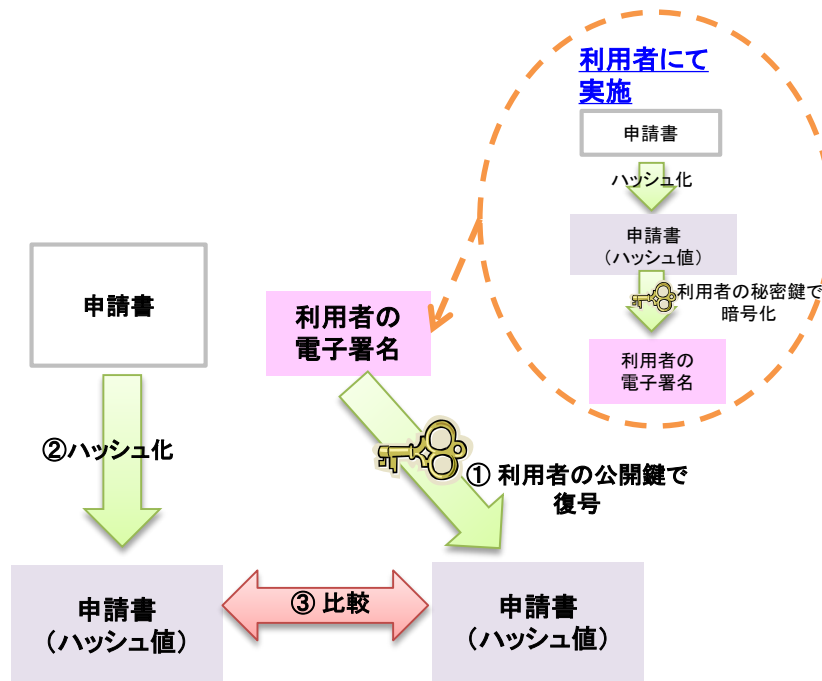 利用者にて
実施
申請書
ハッシュ化
申請書
（ハッシュ値）
利用者の秘密鍵で
暗号化
利用者の
電子署名
申請書
利用者の
電子署名
②ハッシュ化
① 利用者の公開鍵で
復号
申請書
（ハッシュ値）
③ 比較
申請書
（ハッシュ値）